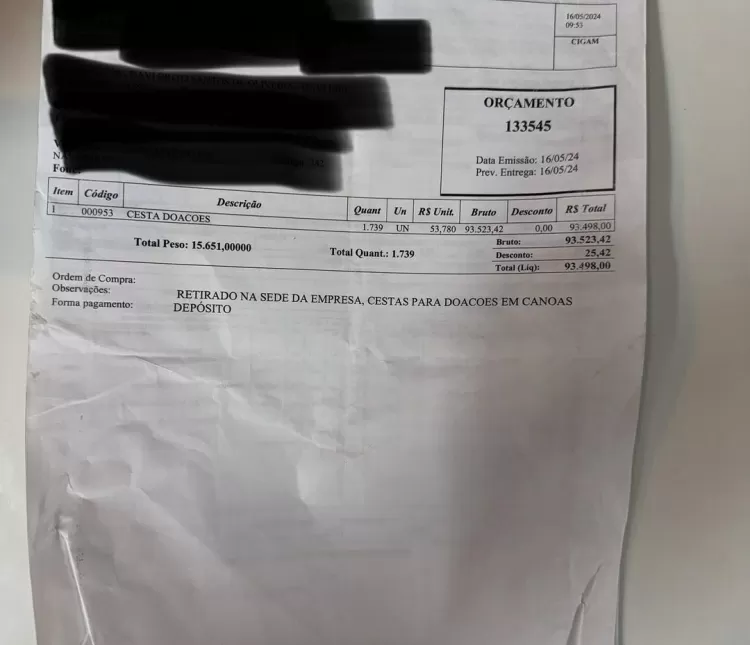 16/05/2024
09:53
CIGAM
ORÇAMENTO
133545
Data Emissão: 16/05/24
Prev. Entrega: 16/05/24
Item Código Descrição Quant Un R$ Unit. Bruto Desconto R$ Total
1 000953 CESTA DOACOES 1.739 UN 53,780 93.523,42 0,00 93.498,00
Total Peso: 15.651,00000 Total Quant.: 1.739 Bruto: 93.523,42
Desconto: 25,42
Total (Liq): 93.498,00
Ordem de Compra:
Observações: RETIRADO NA SEDE DA EMPRESA, CESTAS PARA DOACOES EM CANOAS
Forma pagamento: DEPÓSITO